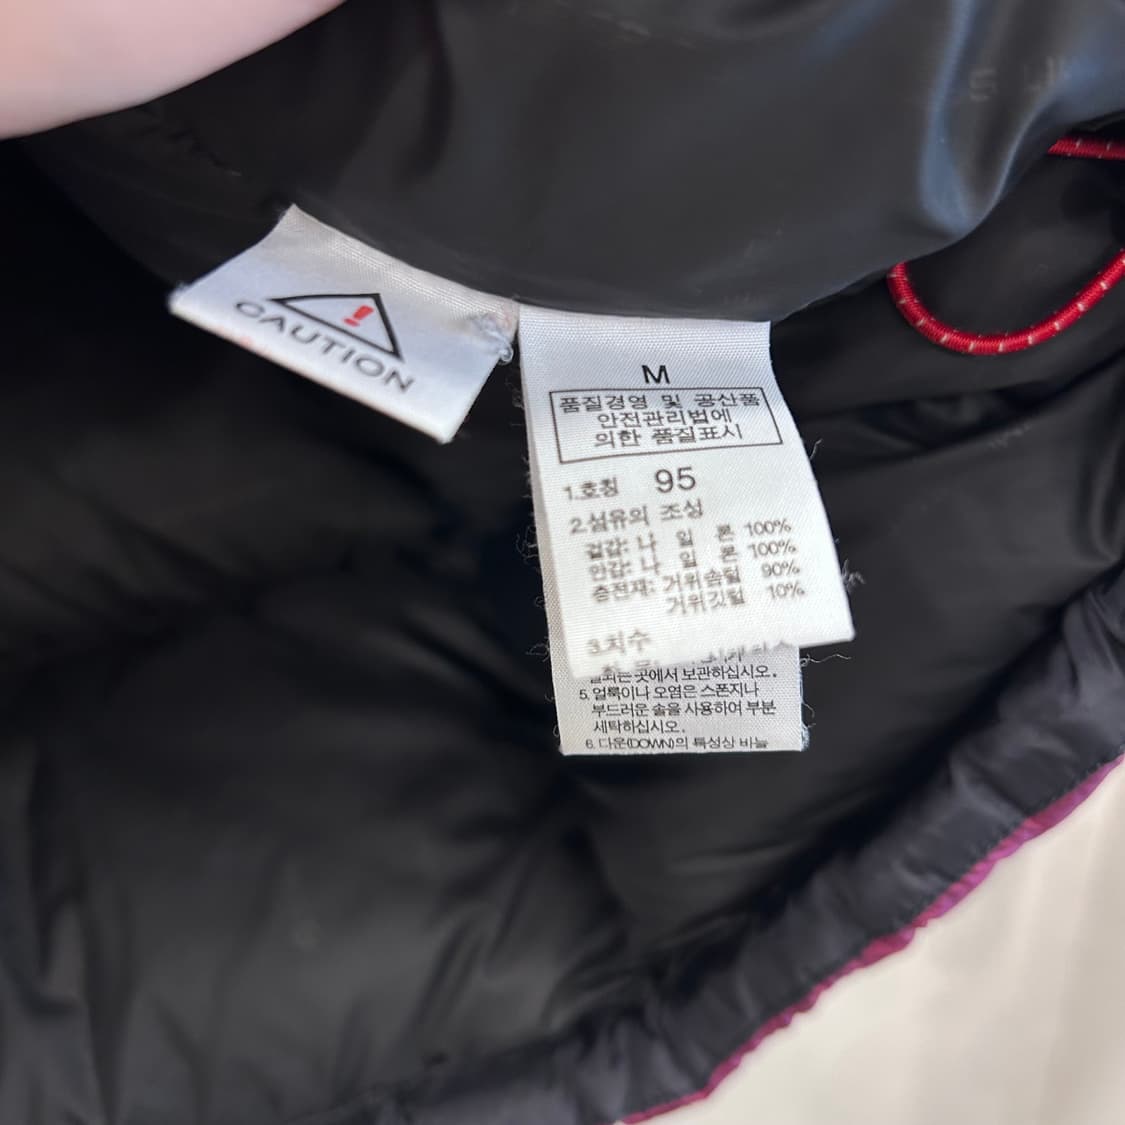 CAUTION
M
품질경영 및 공산품
안전관리법에
의한 품질표시
1.호칭 95
2.섬유의 조성
겉감: 나 일 론 100%
안감: 나 일 론 100%
충전재: 거위솜털 90%
거위깃털 10%
3.치수
곳에서 보관하십시오.
5. 얼룩이나 오염은 스폰지나
부드러운 솔을 사용하여 부분
세탁하십시오.
6. 다운(DOWN)의 특성상 바늘